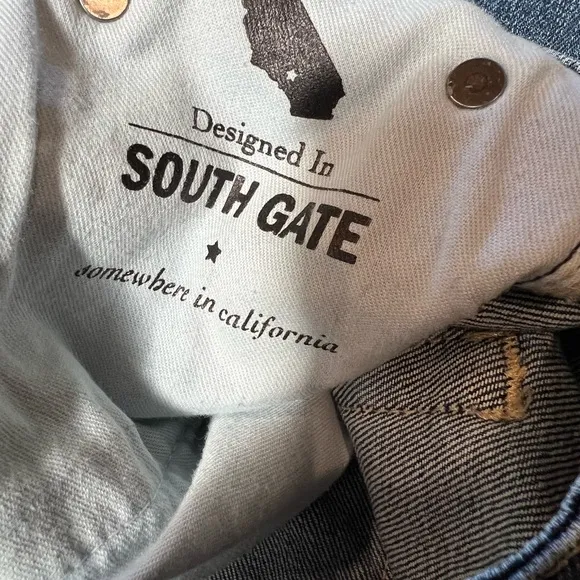 Designed In
SOUTH GATE
somewhere in california